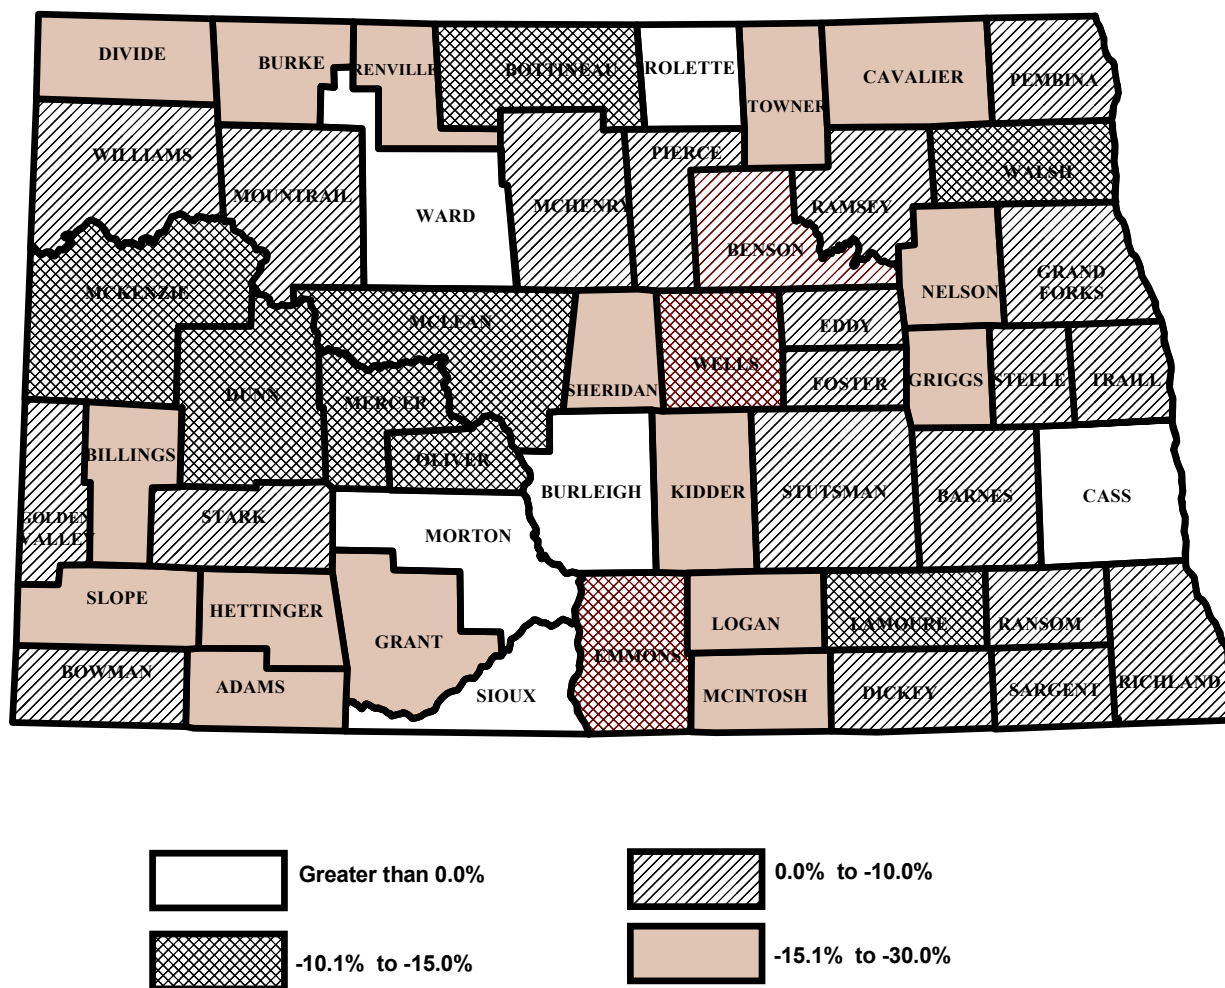 DIVIDE
BURKE
RENVILLE
BOTTINEAU
ROLETTE
TOWNER
CAVALIER
PEMBINA
WILLIAMS
MOUNTRAIL
WARD
MCHENRY
PIERCE
BENSON
RAMSEY
WALSH
MCKENZIE
MCLEAN
NELSON
GRAND
FORKS
DUNN
MERCER
OLIVER
SHERIDAN
WELLS
EDDY
FOSTER
GRIGGS
STEELE
TRAILL
BILLINGS
GOLDEN
VALLEY
STARK
MORTON
BURLEIGH
KIDDER
STUTSMAN
BARNES
CASS
SLOPE
HETTINGER
GRANT
BOWMAN
ADAMS
SIOUX
EMMONS
LOGAN
LAMOURE
RANSOM
MCINTOSH
DICKEY
SARGENT
RICHLAND
Greater than 0.0%
0.0% to -10.0%
-10.1% to -15.0%
-15.1% to -30.0%